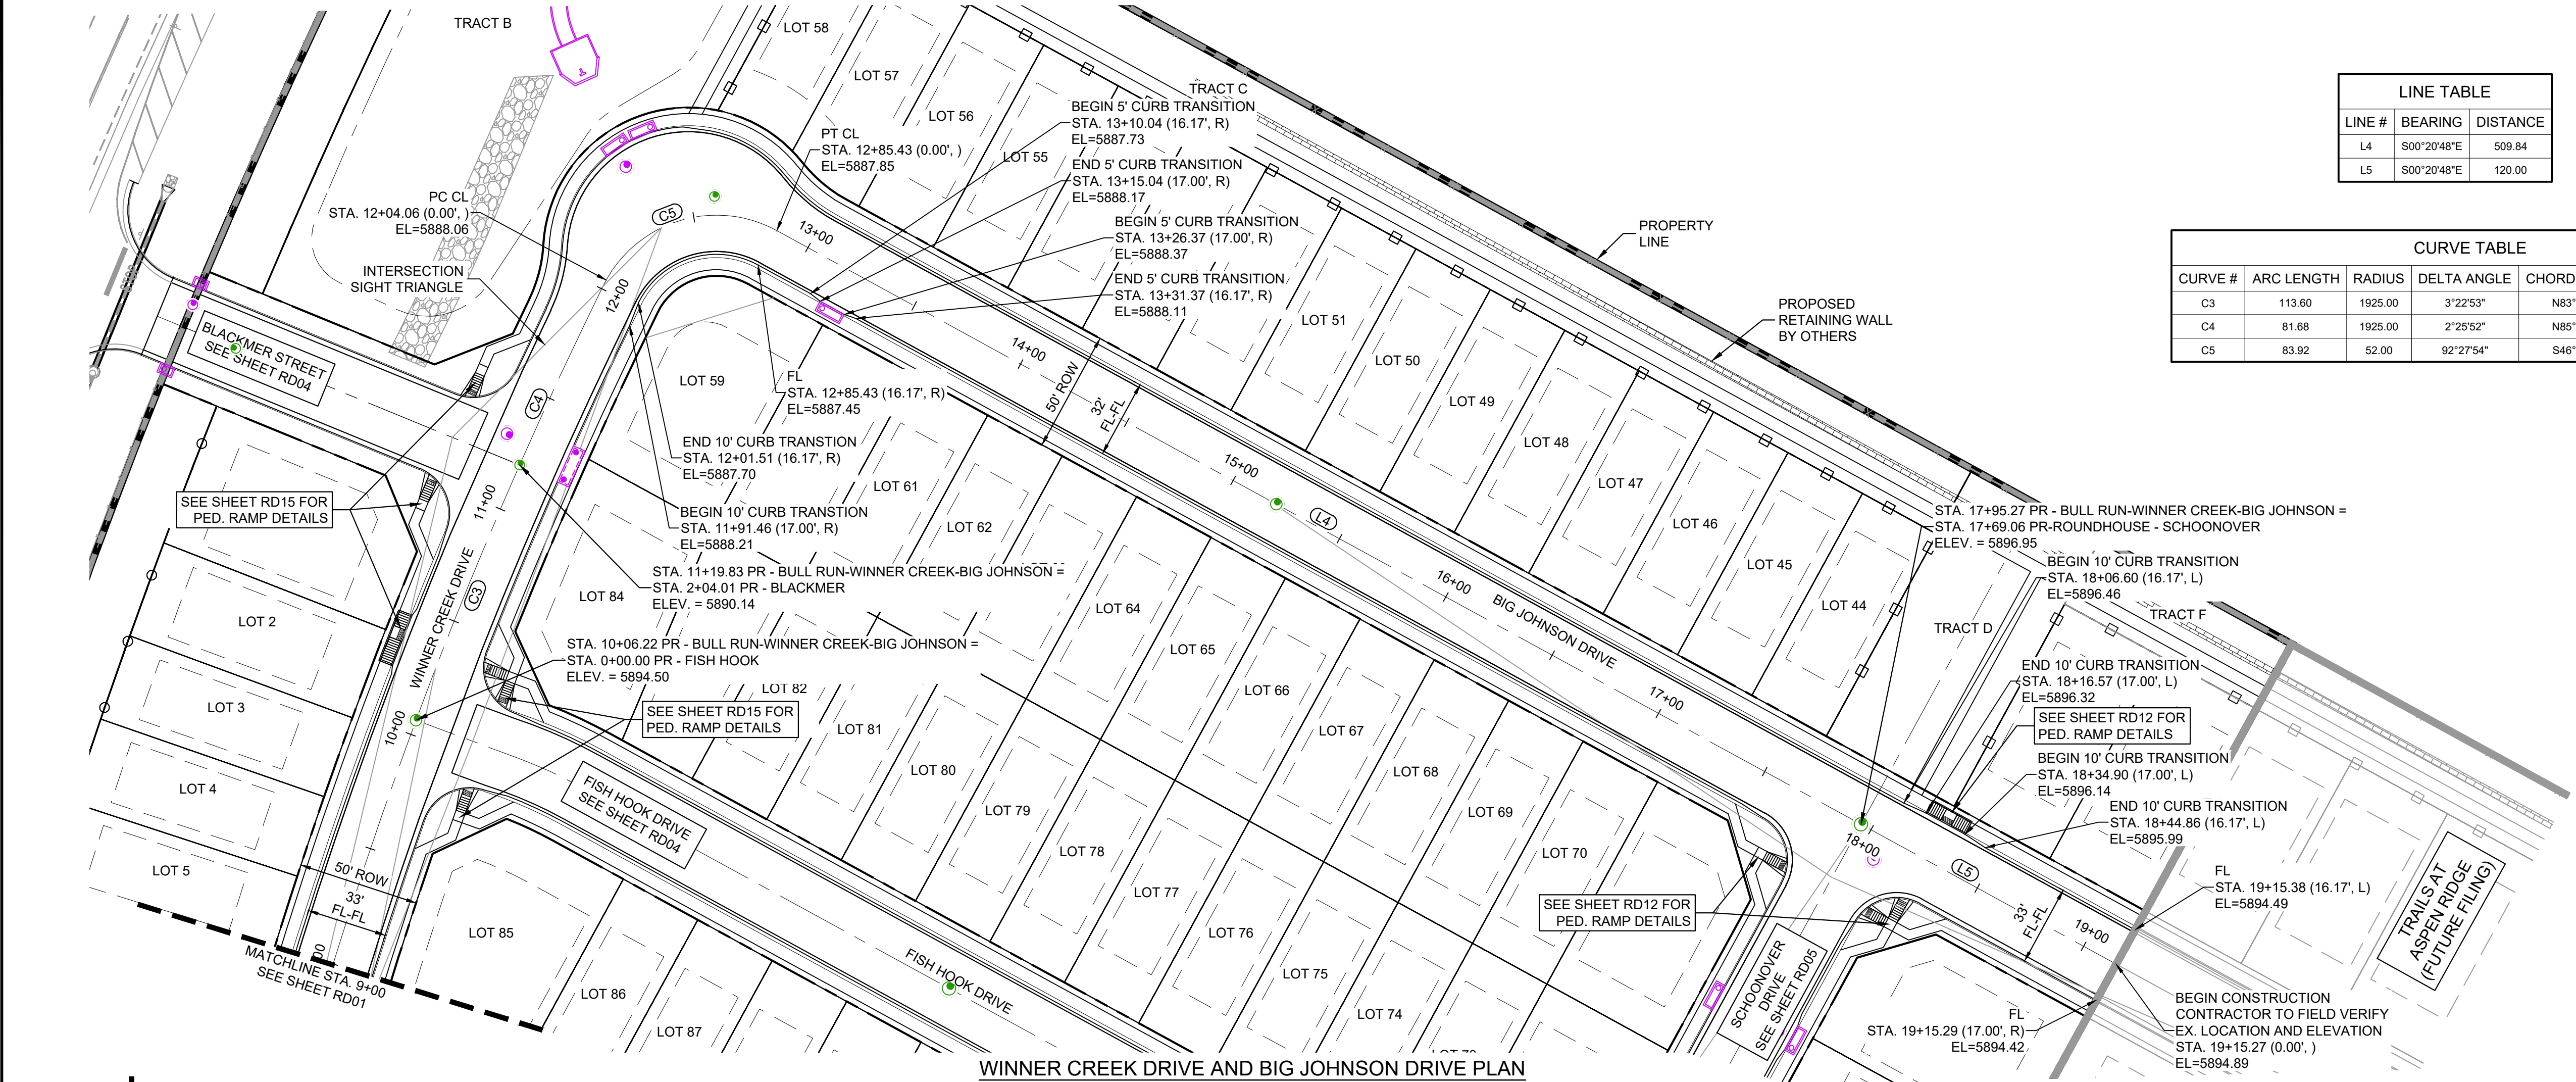 TRACT B
LOT 58
LOT 57
LOT 56
LOT 55
TRACT C
BEGIN 5' CURB TRANSITION
STA. 13+10.04 (16.17', R)
EL=5887.73
END 5' CURB TRANSITION
STA. 13+15.04 (17.00', R)
EL=5888.17
BEGIN 5' CURB TRANSITION
STA. 13+26.37 (17.00', R)
EL=5888.37
END 5' CURB TRANSITION
STA. 13+31.37 (16.17', R)
EL=5888.11
PT CL
STA. 12+85.43 (0.00', )
EL=5887.85
PC CL
STA. 12+04.06 (0.00', )
EL=5888.06
INTERSECTION
SIGHT TRIANGLE
C5
13+00
12+00
LINE TABLE
LINE # BEARING DISTANCE
L4 S00°20'48"E 509.84
L5 S00°20'48"E 120.00
CURVE TABLE
CURVE # ARC LENGTH RADIUS DELTA ANGLE CHORD
C3 113.60 1925.00 3°22'53" N83°
C4 81.68 1925.00 2°25'52" N85°
C5 83.92 52.00 92°27'54" S46°
PROPERTY
LINE
PROPOSED
RETAINING WALL
BY OTHERS
BLACKMER STREET
SEE SHEET RD04
C4
LOT 59
FL
STA. 12+85.43 (16.17', R)
EL=5887.45
END 10' CURB TRANSTION
STA. 12+01.51 (16.17', R)
EL=5887.70
BEGIN 10' CURB TRANSTION
STA. 11+91.46 (17.00', R)
EL=5888.21
STA. 11+19.83 PR - BULL RUN-WINNER CREEK-BIG JOHNSON =
STA. 2+04.01 PR - BLACKMER
ELEV. = 5890.14
STA. 10+06.22 PR - BULL RUN-WINNER CREEK-BIG JOHNSON =
STA. 0+00.00 PR - FISH HOOK
ELEV. = 5894.50
14+00
50' ROW
32'
FL-FL
LOT 51
LOT 50
LOT 49
LOT 48
LOT 47
LOT 46
LOT 45
LOT 44
15+00
L4
16+00
BIG JOHNSON DRIVE
17+00
LOT 61
LOT 62
LOT 64
LOT 65
LOT 66
LOT 67
LOT 68
LOT 69
LOT 70
SEE SHEET RD15 FOR
PED. RAMP DETAILS
11+00
WINNER CREEK DRIVE
C3
10+00
LOT 84
LOT 82
LOT 81
LOT 80
LOT 79
LOT 78
LOT 77
LOT 76
LOT 75
LOT 74
SEE SHEET RD15 FOR
PED. RAMP DETAILS
LOT 2
LOT 3
LOT 4
LOT 5
50' ROW
33'
FL-FL
00
MATCHLINE STA. 9+00
SEE SHEET RD01
FISH HOOK DRIVE
SEE SHEET RD04
FISH HOOK DRIVE
LOT 85
LOT 86
LOT 87
STA. 17+95.27 PR - BULL RUN-WINNER CREEK-BIG JOHNSON =
STA. 17+69.06 PR-ROUNDHOUSE - SCHOONOVER
ELEV. = 5896.95
BEGIN 10' CURB TRANSITION
STA. 18+06.60 (16.17', L)
EL=5896.46
TRACT F
TRACT D
END 10' CURB TRANSITION
STA. 18+16.57 (17.00', L)
EL=5896.32
SEE SHEET RD12 FOR
PED. RAMP DETAILS
BEGIN 10' CURB TRANSITION
STA. 18+34.90 (17.00', L)
EL=5896.14
END 10' CURB TRANSITION
STA. 18+44.86 (16.17', L)
EL=5895.99
18+00
L5
33'
FL-FL
19+00
FL
STA. 19+15.38 (16.17', L)
EL=5894.49
TRAILS AT
ASPEN RIDGE
(FUTURE FILING)
SEE SHEET RD12 FOR
PED. RAMP DETAILS
SCHOONOVER
DRIVE
SEE SHEET RD05
FL
STA. 19+15.29 (17.00', R)
EL=5894.42
BEGIN CONSTRUCTION
CONTRACTOR TO FIELD VERIFY
EX. LOCATION AND ELEVATION
STA. 19+15.27 (0.00', )
EL=5894.89
WINNER CREEK DRIVE AND BIG JOHNSON DRIVE PLAN